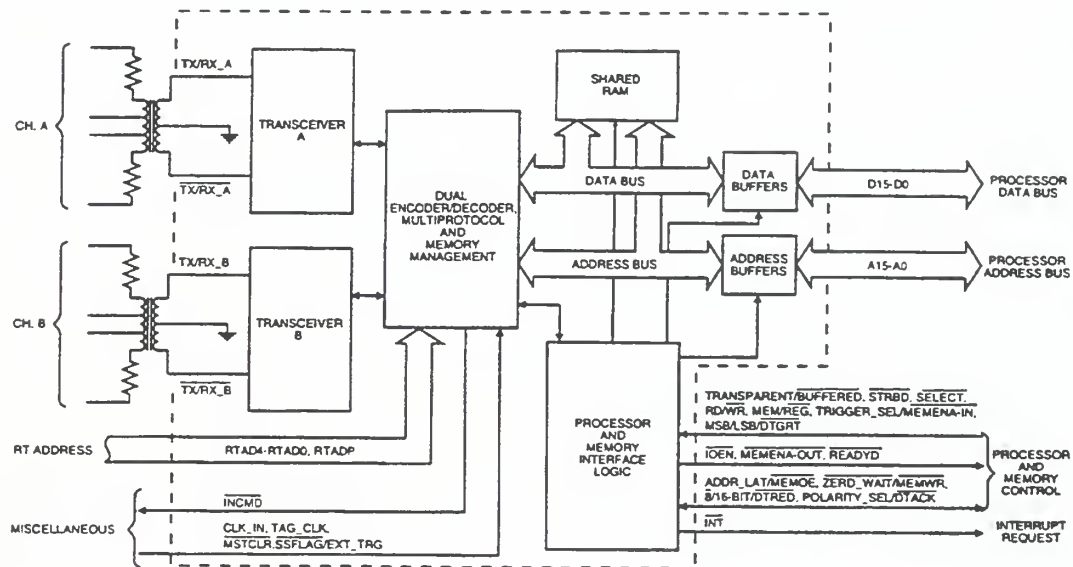 CH. A
TX/RX_A
TRANSCEIVER
A
TX/RX_A
CH. B
TX/RX_B
TRANSCEIVER
B
TX/RX_B
DUAL
ENCODER/DECODER,
MULTIPROTOCOL
AND
MEMORY
MANAGEMENT
SHARED
RAM
DATA BUS
DATA
BUFFERS
D15-D0
PROCESSOR
DATA BUS
ADDRESS BUS
ADDRESS
BUFFERS
A15-A0
PROCESSOR
ADDRESS BUS
PROCESSOR
AND
MEMORY
INTERFACE
LOGIC
TRANSPARENT/BUFFERED, STRBD, SELECT,
RD/WR, MEM/REG, TRIGGER_SEL/MEMENA-IN,
MSB/LSB/DTGRT
IOEN, MEMENA-OUT, READYD
ADDR_LAT/MEMOE, ZERO_WAIT/MEMWR,
8/16-BIT/DTREQ, POLARITY_SEL/DTACK
INT
PROCESSOR
AND
MEMORY
CONTROL
INTERRUPT
REQUEST
RT ADDRESS
RTAD4-RTAD0, RTADP
MISCELLANEOUS
INCMD
CLK_IN, TAG_CLK,
MSTCLR,SSFLAG/EXT_TRG